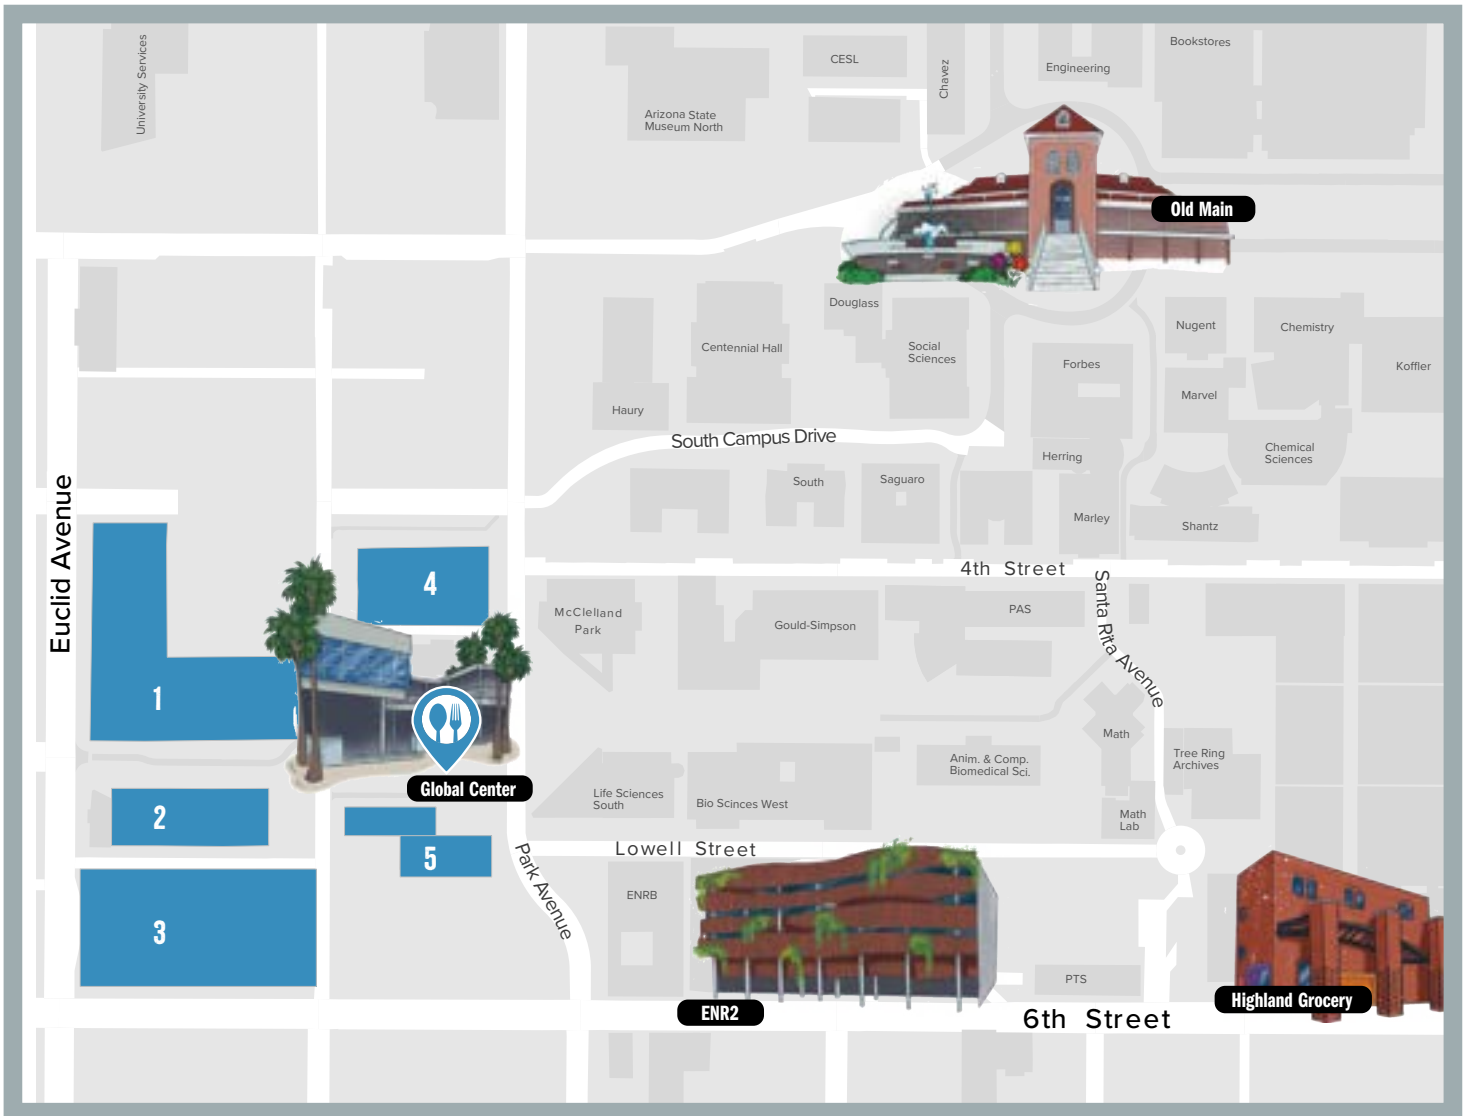 University Services
Arizona State
Museum North
CESL
Chavez
Engineering
Bookstores
Old Main
Douglass
Centennial Hall
Social
Sciences
Haury
Nugent
Chemistry
Forbes
Koffler
Marvel
South Campus Drive
Herring
Chemical
Sciences
South
Saguaro
Marley
Shantz
Euclid Avenue
4th Street
Santa Rita Avenue
4
McClelland
Park
Gould-Simpson
PAS
1
Math
Tree Ring
Archives
Anim. & Comp.
Biomedical Sci.
Global Center
Life Sciences
South
Bio Scinces West
Math
Lab
2
5
Lowell Street
Park Avenue
3
ENRB
PTS
ENR2
6th Street
Highland Grocery